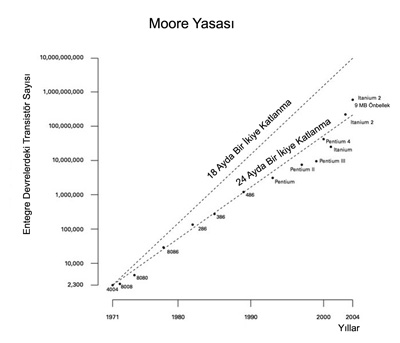 Moore Yasası
Entegre Devrelerdeki Transistör Sayısı
10,000,000,000
1,000,000,000
100,000,000
10,000,000
1,000,000
100,000
10,000
2,300
18 Ayda Bir İkiye Katlanma
24 Ayda Bir İkiye Katlanma
Itanium 2
9 MB Önbellek
Itanium 2
Pentium 4
Itanium
Pentium III
Pentium II
Pentium
486
386
286
8086
8080
8008
4004
1971
1980
1990
2000
2004
Yıllar